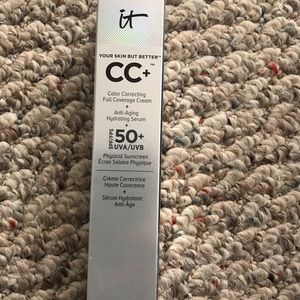 it
YOUR SKIN BUT BETTER™
CC+™
Color Correcting
Full Coverage Cream
+
Anti-Aging
Hydrating Serum
+
SPF/FPS 50+ UVA/UVB
Physical Sunscreen
Écran Solaire Physique
Crème Correctrice
Haute Couvrance
+
Sérum Hydratant
Anti-Âge